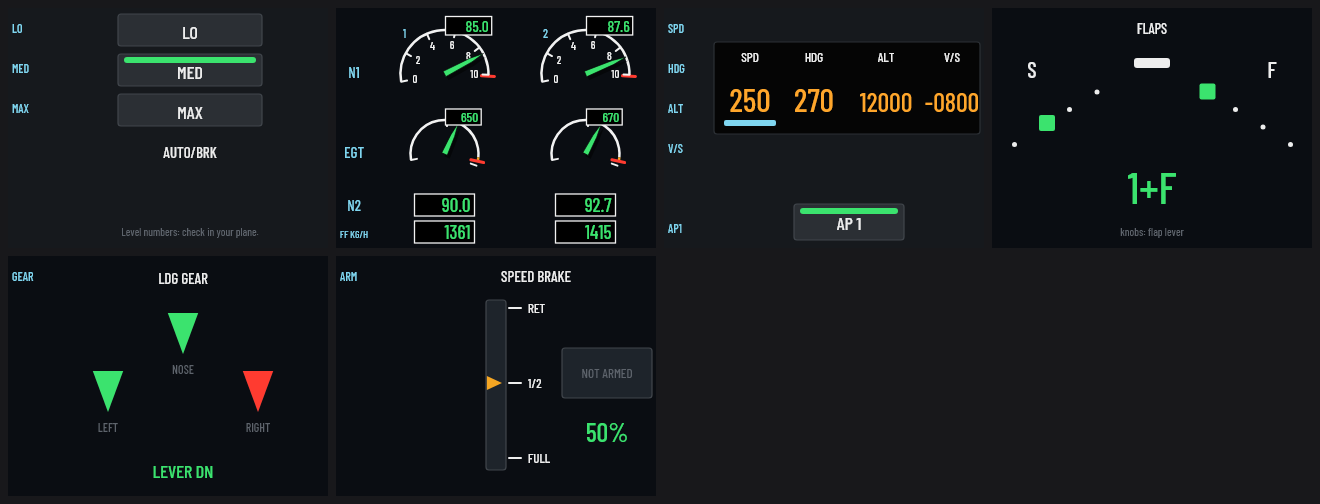 LO
LO
MED
MED
MAX
MAX
AUTO/BRK
Level numbers: check in your plane.
1
85.0
2
87.6
0
2
4
6
8
10
0
2
4
6
8
10
N1
650
670
EGT
N2
90.0
92.7
FF KG/H
1361
1415
SPD
HDG
ALT
V/S
AP1
SPD
HDG
ALT
V/S
250
270
12000
-0800
AP 1
FLAPS
S
F
1+F
knobs: flap lever
GEAR
LDG GEAR
NOSE
LEFT
RIGHT
LEVER DN
ARM
SPEED BRAKE
RET
1/2
FULL
NOT ARMED
50%